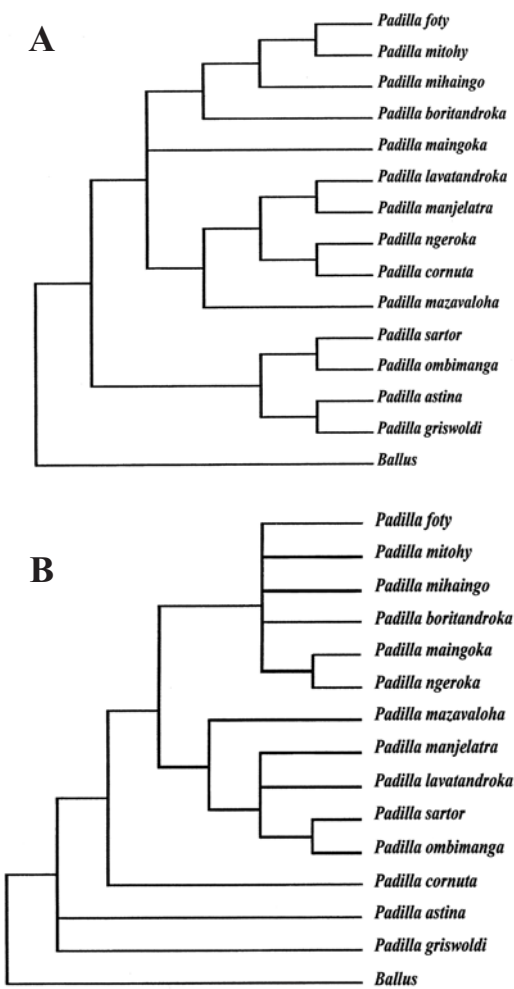 A
Padilla foty
Padilla mitohy
Padilla mihaingo
Padilla boritandroka
Padilla maingoka
Padilla lavatandroka
Padilla manjelatra
Padilla ngeroka
Padilla cornuta
Padilla mazavaloha
Padilla sartor
Padilla ombimanga
Padilla astina
Padilla griswoldi
Ballus
B
Padilla foty
Padilla mitohy
Padilla mihaingo
Padilla boritandroka
Padilla maingoka
Padilla ngeroka
Padilla mazavaloha
Padilla manjelatra
Padilla lavatandroka
Padilla sartor
Padilla ombimanga
Padilla cornuta
Padilla astina
Padilla griswoldi
Ballus